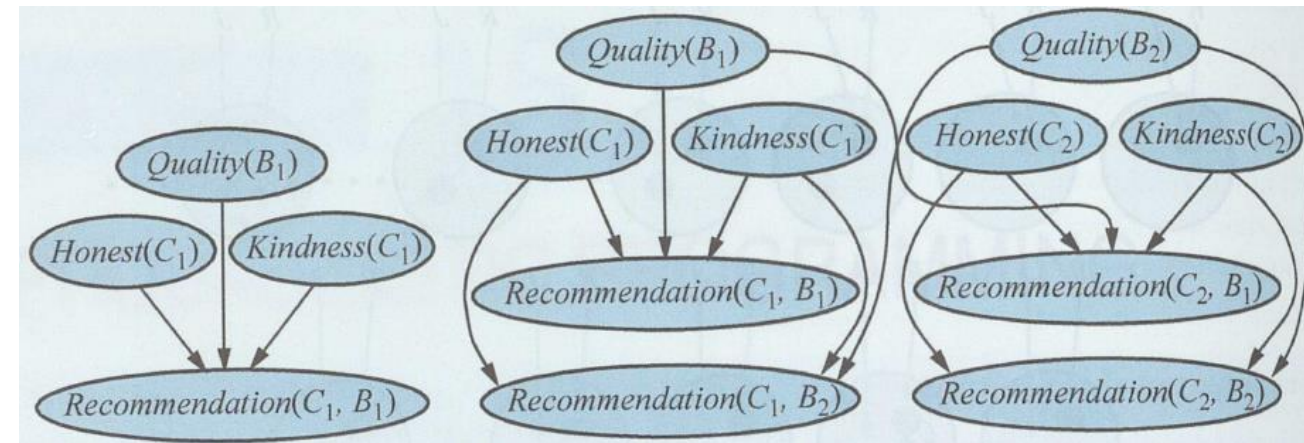 Quality(B₁)
Honest(C₁)
Kindness(C₁)
Recommendation(C₁, B₁)
Quality(B₁)
Quality(B₂)
Honest(C₁)
Kindness(C₁)
Honest(C₂)
Kindness(C₂)
Recommendation(C₁, B₁)
Recommendation(C₂, B₁)
Recommendation(C₁, B₂)
Recommendation(C₂, B₂)